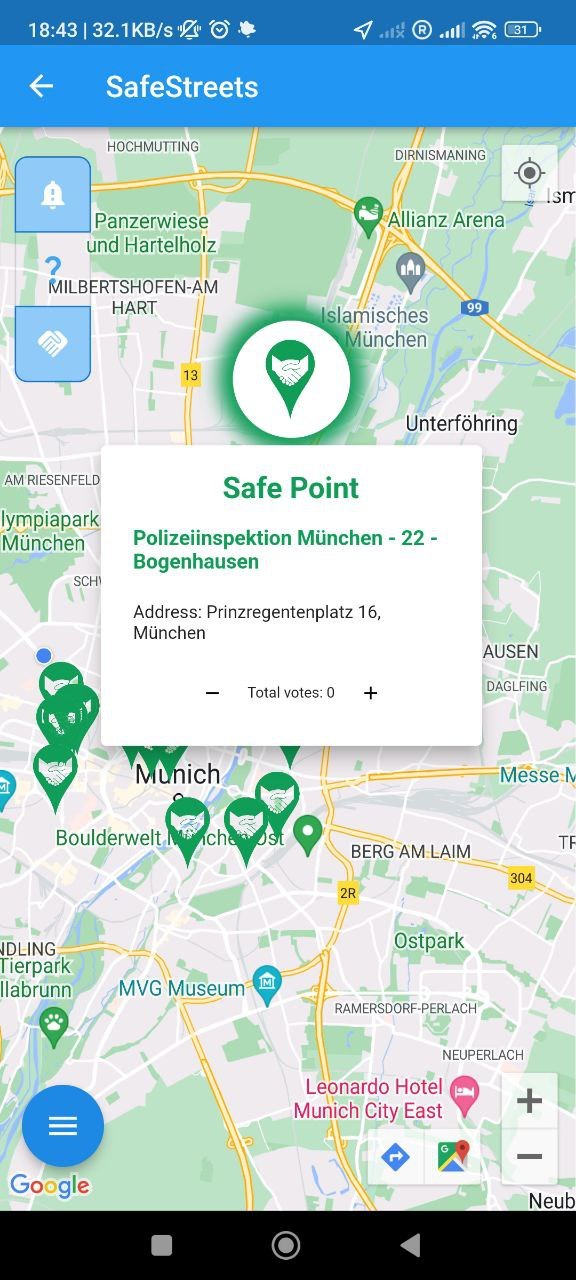 18:43 | 32.1KB/s
R
31
SafeStreets
HOCHMUTTING
DIRNISMANING
Ism
Panzerwiese
und Hartelholz
Allianz Arena
?
MILBERTSHOFEN-AM
HART
Islamisches
München
99
13
Unterföhring
AM RIESENFELD
lympiapark
München
SCHW
Safe Point
Polizeiinspektion München - 22 -
Bogenhausen
Address: Prinzregentenplatz 16,
München
− Total votes: 0 +
AUSEN
DAGLFING
Munich
Messe M
Boulderwelt München Ost
BERG AM LAIM
TR
304
2R
NDLING
Tierpark
llabrunn
Ostpark
MVG Museum
RAMERSDORF-PERLACH
NEUPERLACH
Leonardo Hotel
Munich City East
+
−
G
Google
Neub